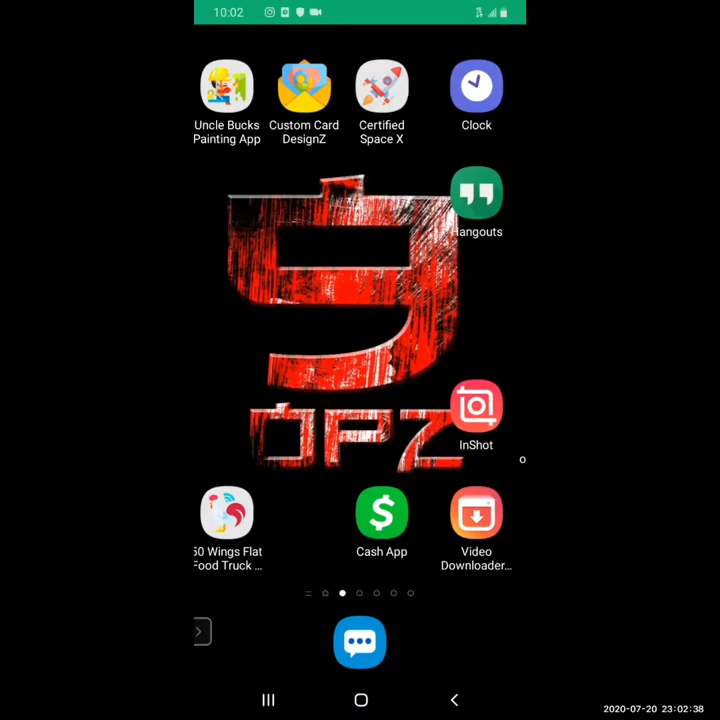 10:02
Uncle Bucks
Painting App
Custom Card
DesignZ
Certified
Space X
Clock
Hangouts
9
OPZ
InShot
o
50 Wings Flat
Food Truck ...
Cash App
Video
Downloader...
2020-07-20 23:02:38